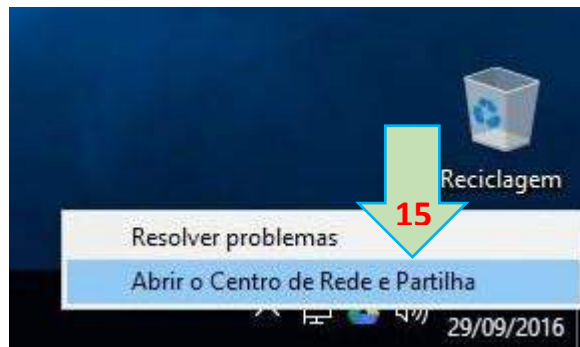 Reciclagem
15
Resolver problemas
Abrir o Centro de Rede e Partilha
29/09/2016